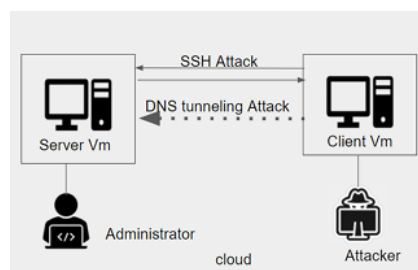 SSH Attack
DNS tunneling Attack
Server Vm
Client Vm
Administrator
Attacker
cloud